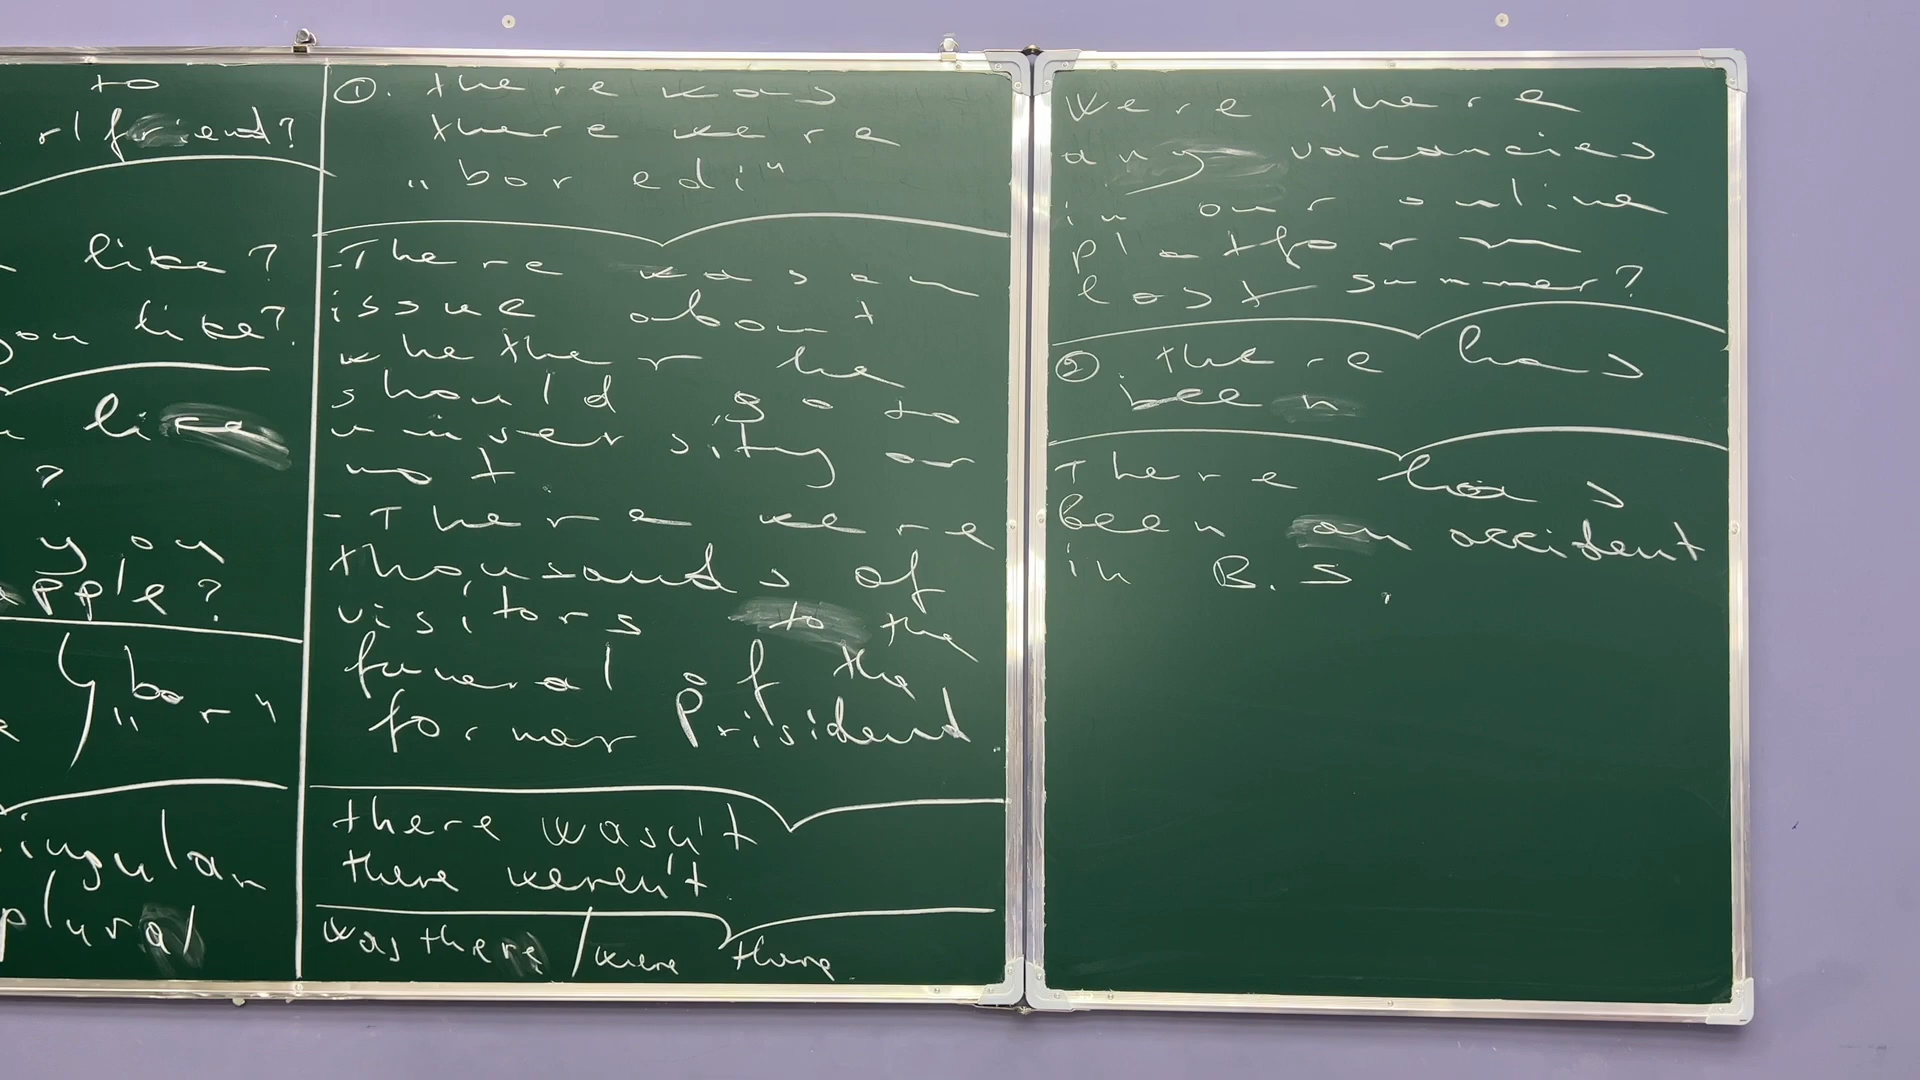 to
rlfriend?
like?
you like?
like
?
you
apple?
"bor"
singular
plural
①. there was
there were
„bor edi"
-There was an
issue about
whether he
should go to
university or
not.
-There were
thousands of
visitors to the
funeral of the
former Prisident.
there wasn't
there weren't
was there/were there
Were there
any vacancies
in our online
platform
last summer?
②. there has
been
There has
been an accident
in B.S.